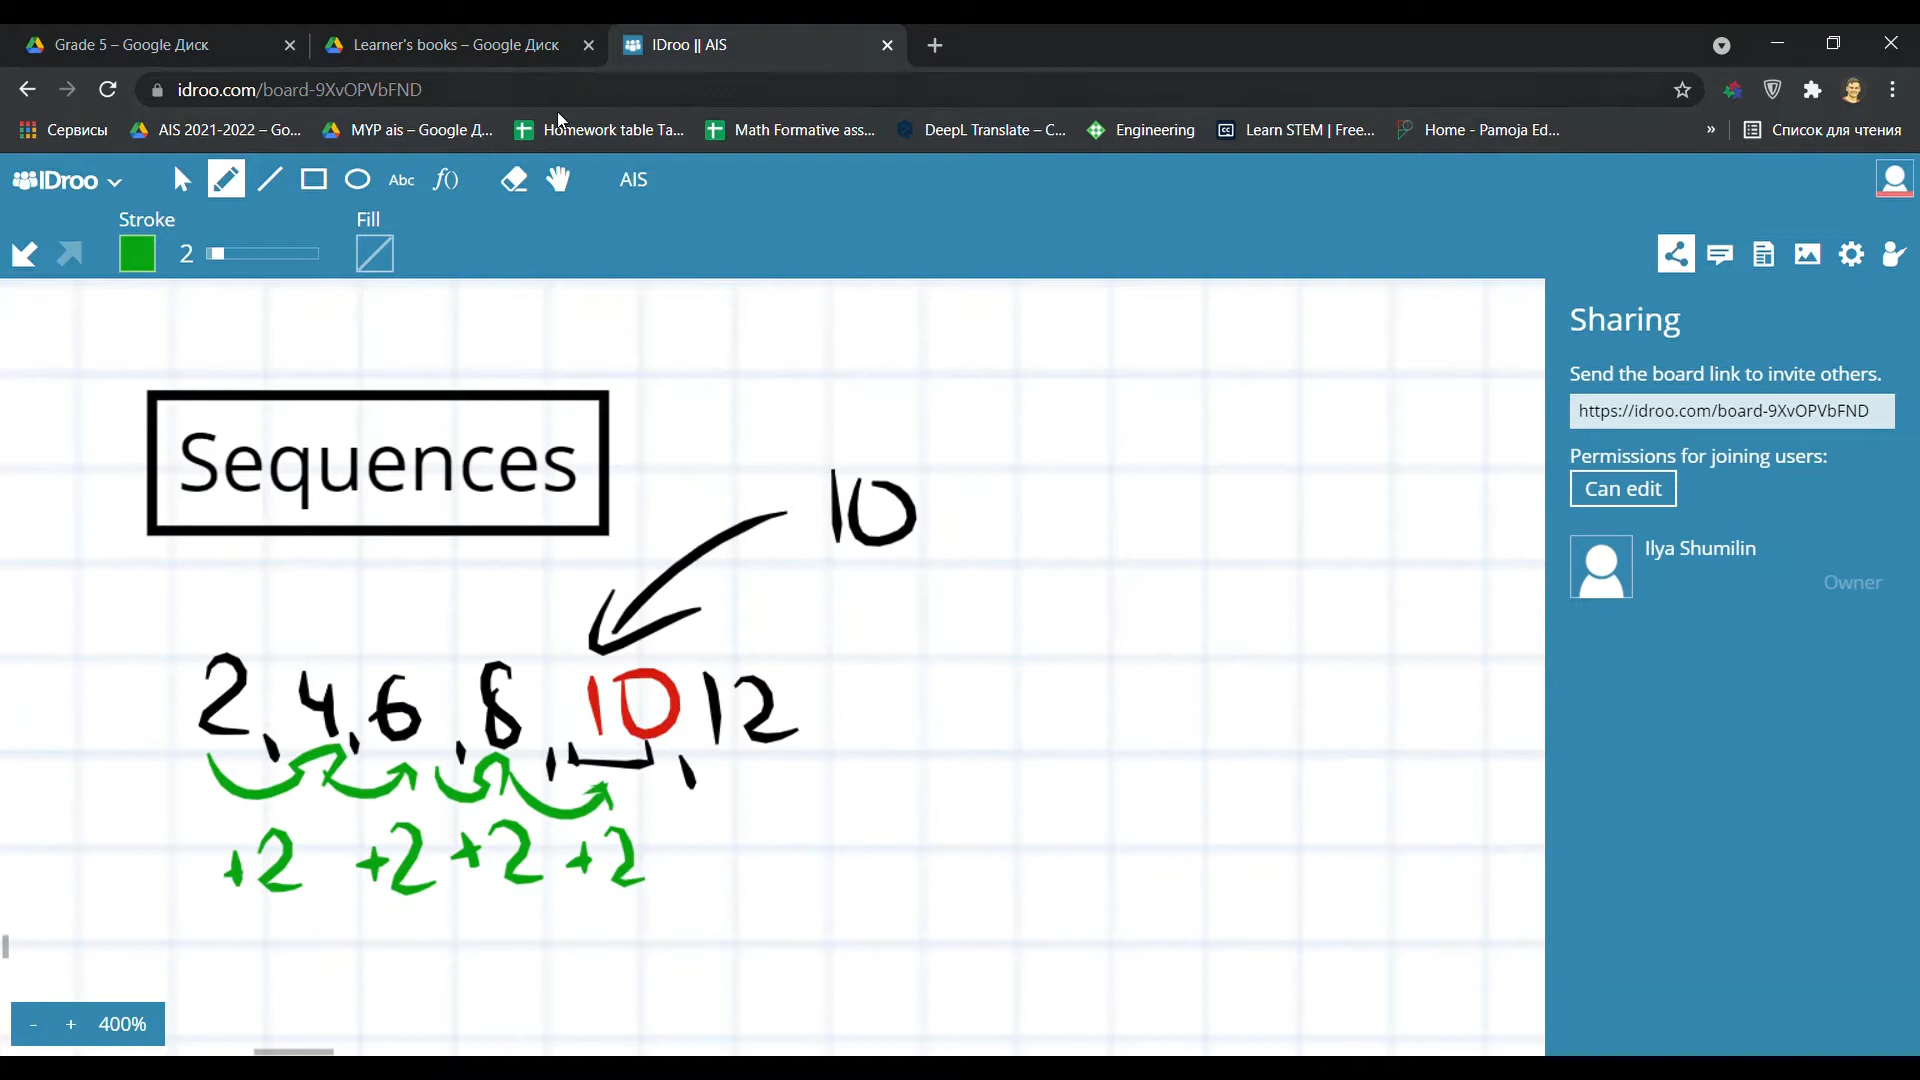 Grade 5 – Google Диск
Learner's books – Google Диск
IDroo || AIS
idroo.com/board-9XvOPVbFND
Сервисы
AIS 2021-2022 – Go...
MYP ais – Google Д...
Homework table Ta...
Math Formative ass...
DeepL Translate – C...
Engineering
Learn STEM | Free...
Home - Pamoja Ed...
»
Список для чтения
IDroo
Abc
f()
AIS
Stroke
Fill
2
Sharing
Send the board link to invite others.
https://idroo.com/board-9XvOPVbFND
Permissions for joining users:
Can edit
Ilya Shumilin
Owner
Sequences
10
2, 4, 6, 8, 10, 12
+2 +2 +2 +2
- + 400%